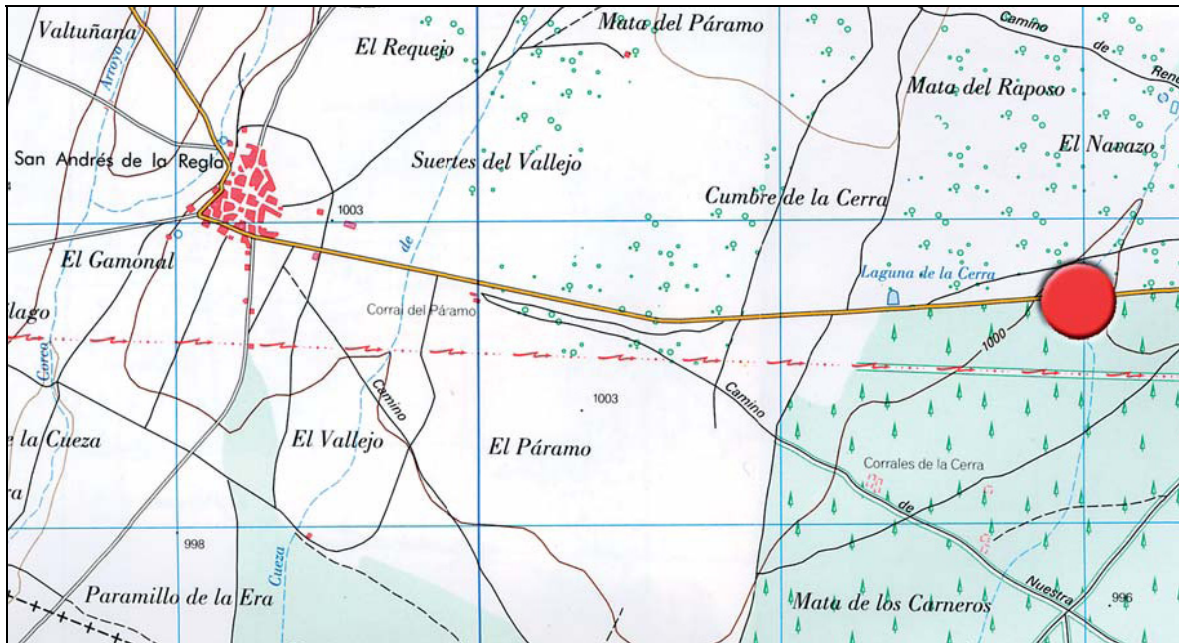 Valtuñana
Arroyo
El Requejo
Mata del Páramo
Camino
de
Mata del Raposo
El Navazo
San Andrés de la Regla
Suertes del Vallejo
de
Cumbre de la Cerra
1003
El Gamonal
Laguna de la Cerra
Corral del Páramo
1000
Camino
1003
Camino
El Vallejo
El Páramo
Corrales de la Cerra
de la Cueza
de
998
Cueza
Nuestra
Paramillo de la Era
Mata de los Carneros
996